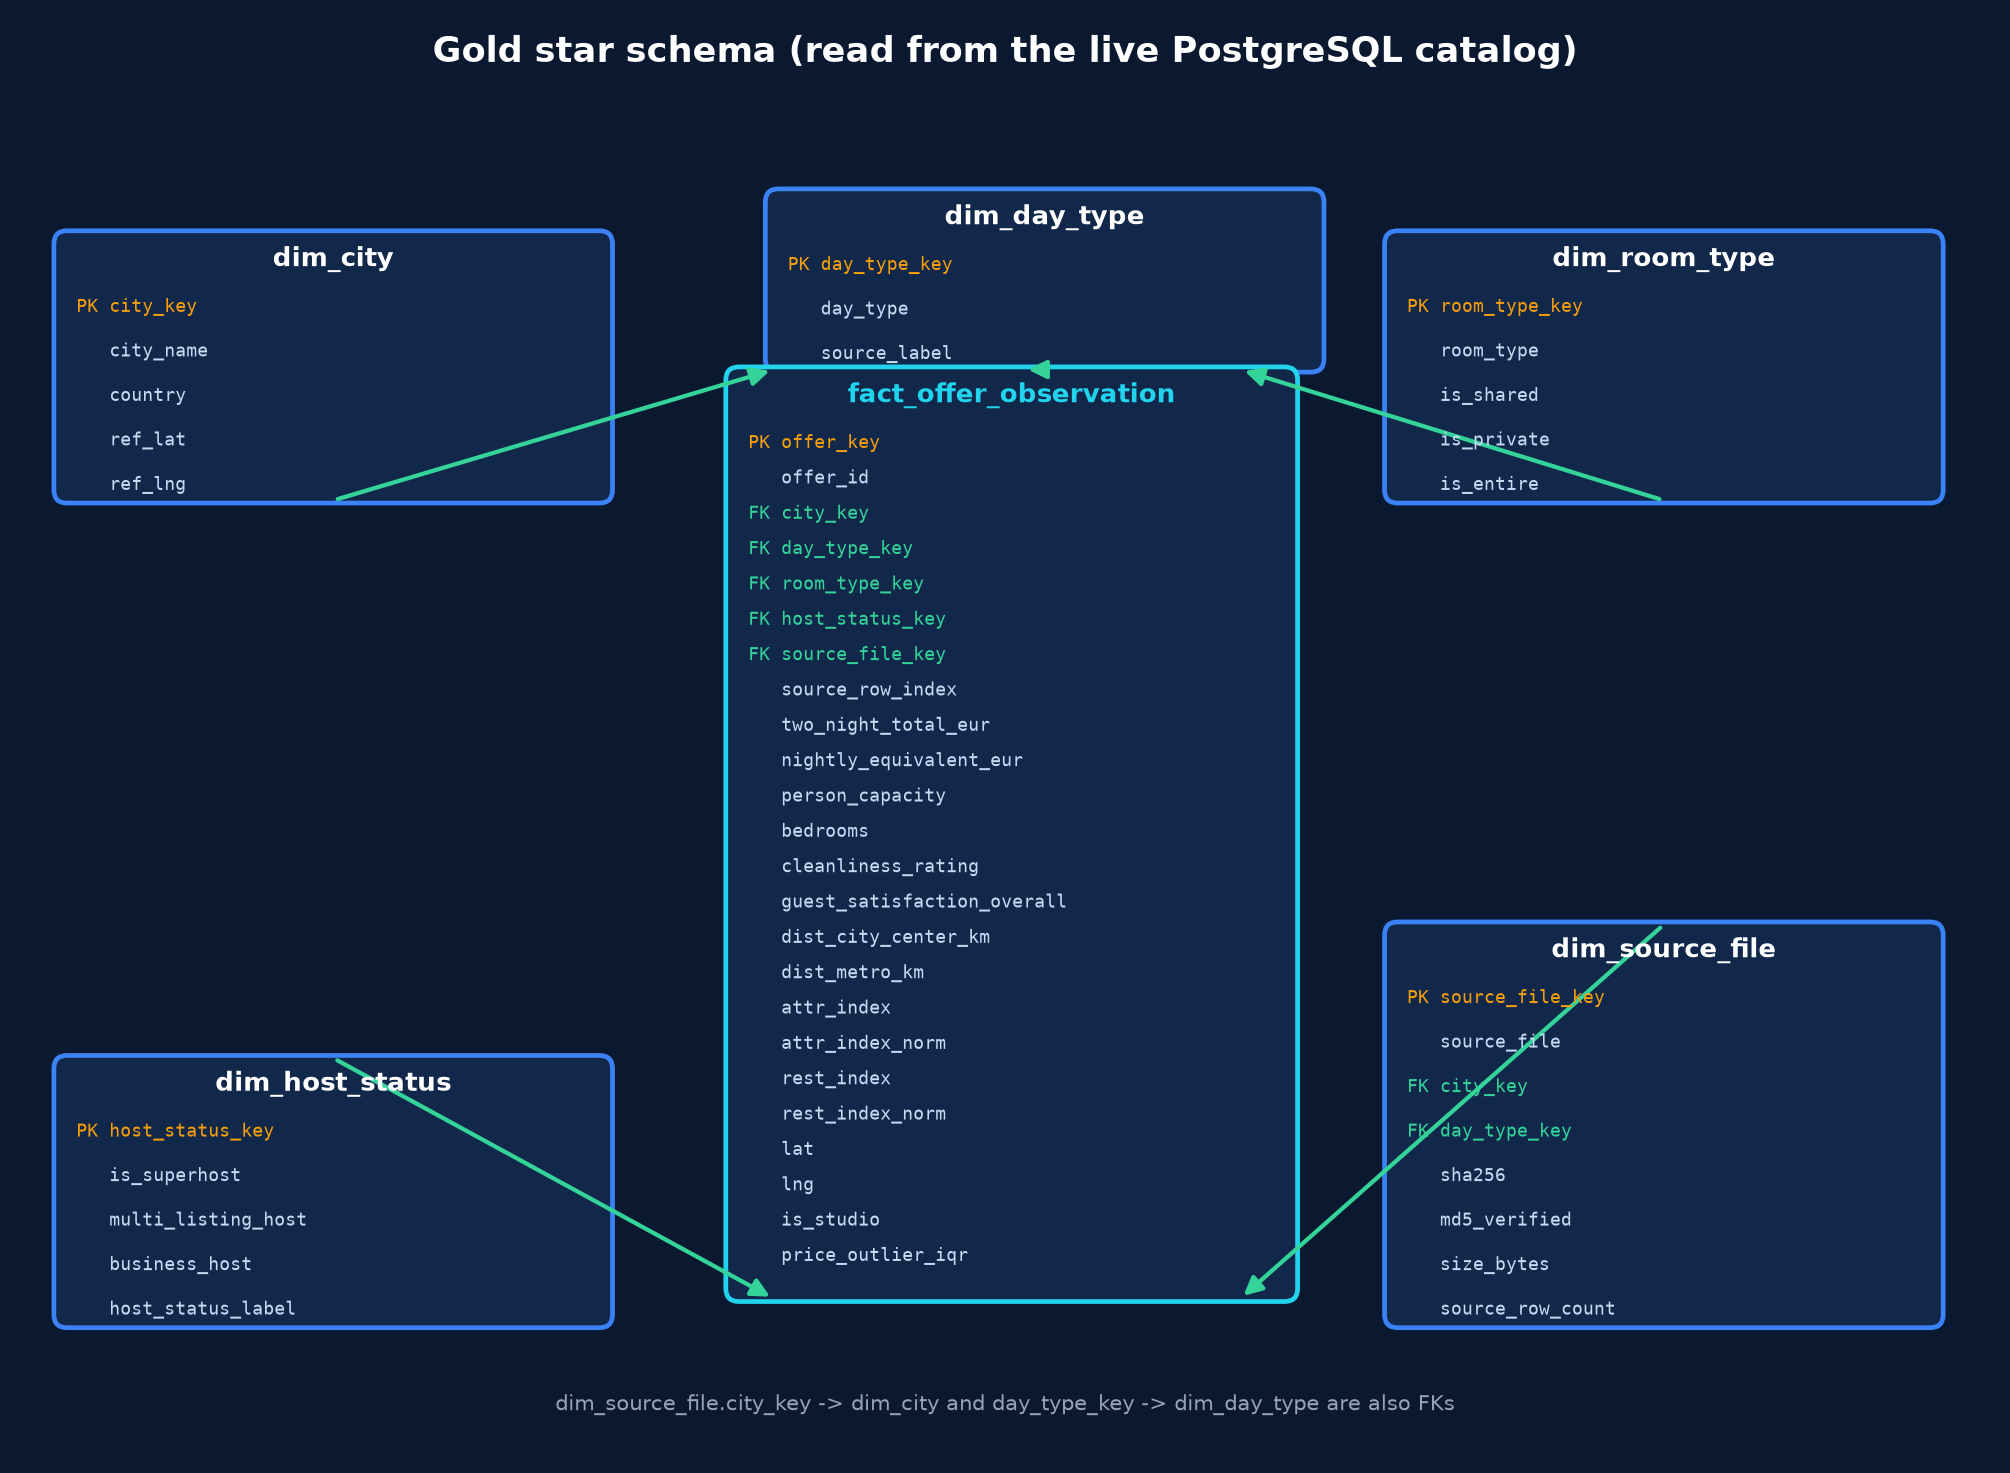 Gold star schema (read from the live PostgreSQL catalog)
dim_city
PK city_key
city_name
country
ref_lat
ref_lng
dim_day_type
PK day_type_key
day_type
source_label
dim_room_type
PK room_type_key
room_type
is_shared
is_private
is_entire
fact_offer_observation
PK offer_key
offer_id
FK city_key
FK day_type_key
FK room_type_key
FK host_status_key
FK source_file_key
source_row_index
two_night_total_eur
nightly_equivalent_eur
person_capacity
bedrooms
cleanliness_rating
guest_satisfaction_overall
dist_city_center_km
dist_metro_km
attr_index
attr_index_norm
rest_index
rest_index_norm
lat
lng
is_studio
price_outlier_iqr
dim_host_status
PK host_status_key
is_superhost
multi_listing_host
business_host
host_status_label
dim_source_file
PK source_file_key
source_file
FK city_key
FK day_type_key
sha256
md5_verified
size_bytes
source_row_count
dim_source_file.city_key -> dim_city and day_type_key -> dim_day_type are also FKs